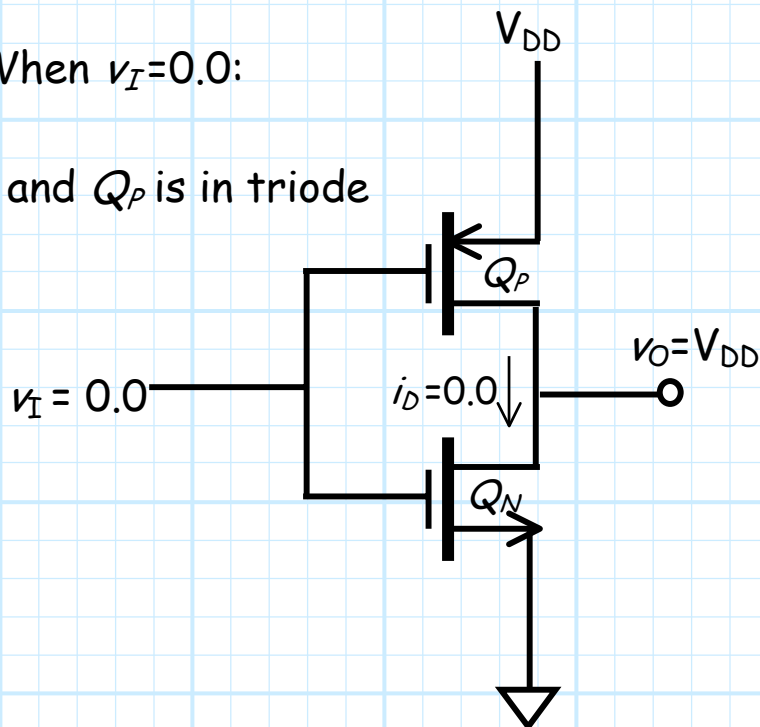 V_DD
When v_I=0.0:
and Q_P is in triode
Q_P
v_O=V_DD
v_I = 0.0
i_D=0.0
Q_N